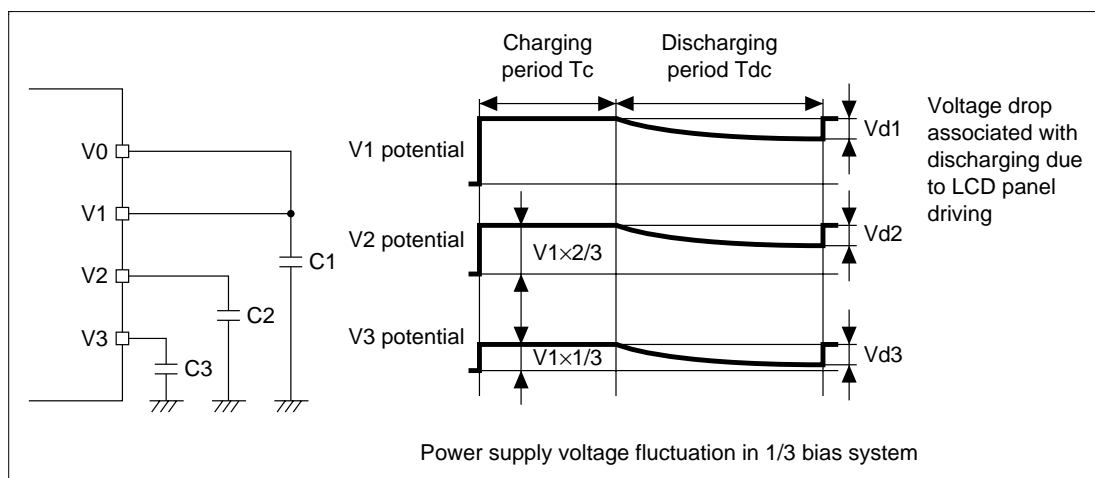 Charging
period Tc
Discharging
period Tdc
V0
V1
V2
V3
C1
C2
C3
V1 potential
Vd1
Voltage drop
associated with
discharging due
to LCD panel
driving
V2 potential
V1×2/3
Vd2
V3 potential
V1×1/3
Vd3
Power supply voltage fluctuation in 1/3 bias system